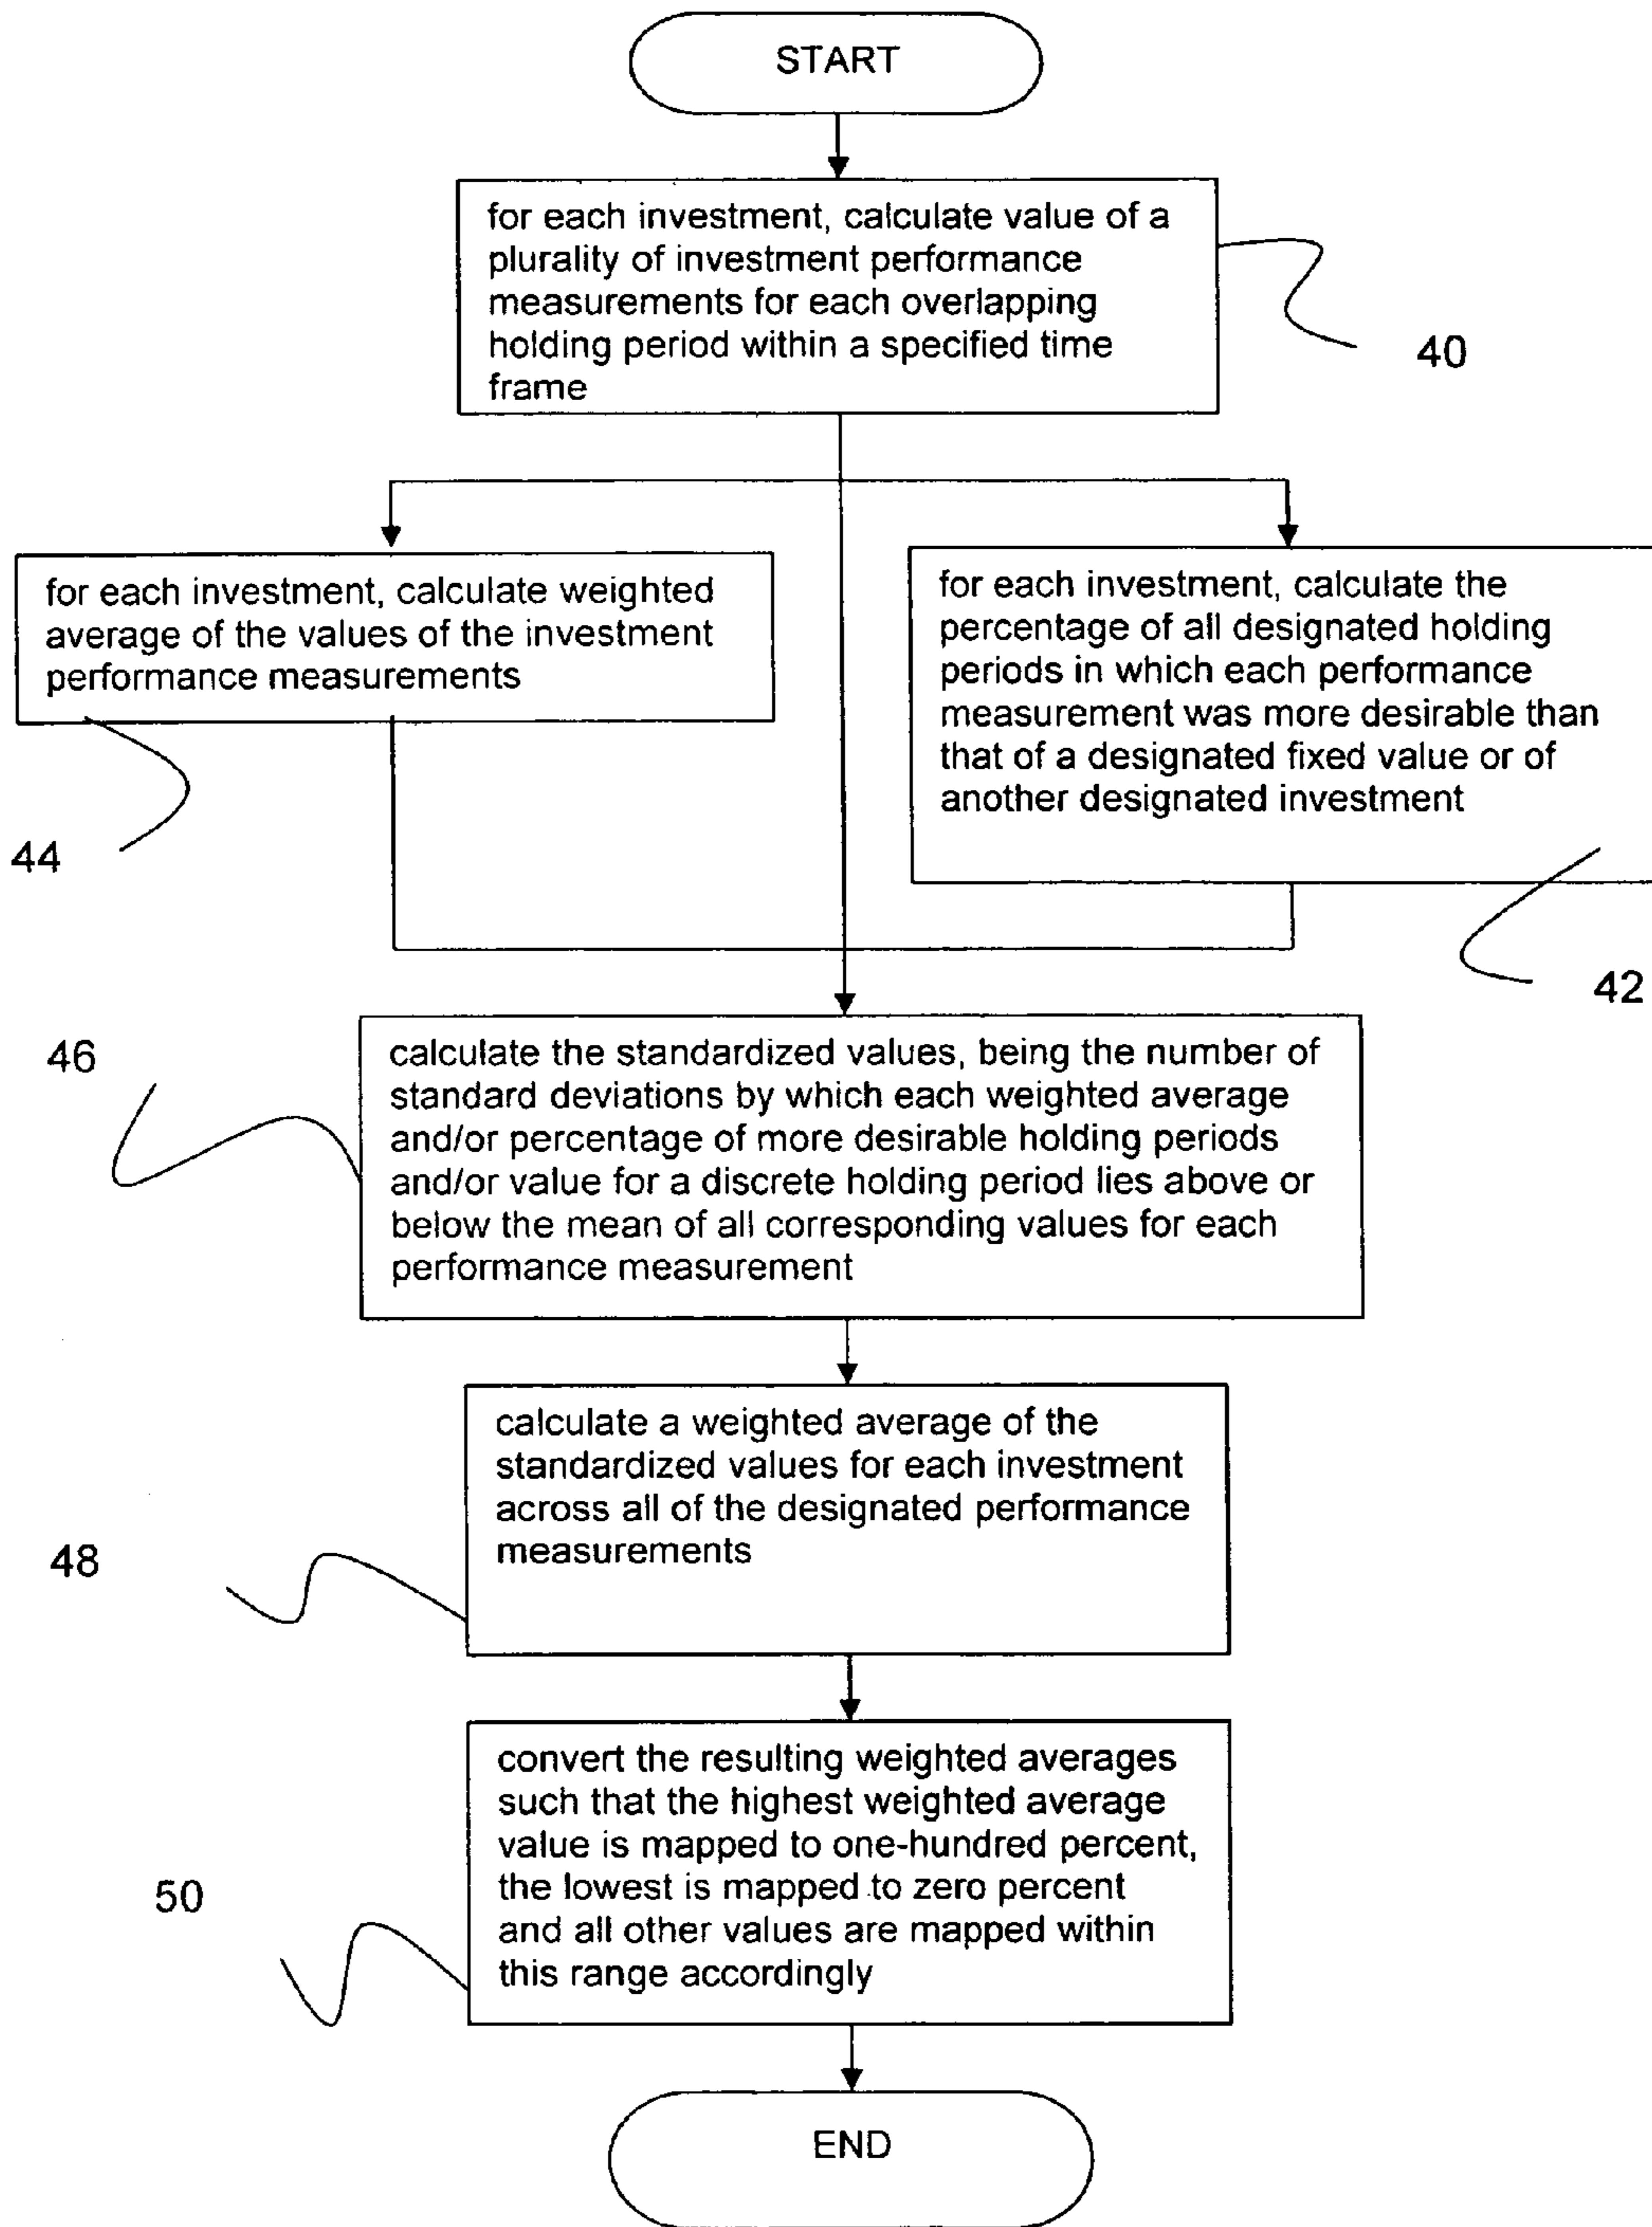 START
for each investment, calculate value of a
plurality of investment performance
measurements for each overlapping
holding period within a specified time
frame
40
for each investment, calculate weighted
average of the values of the investment
performance measurements
44
for each investment, calculate the
percentage of all designated holding
periods in which each performance
measurement was more desirable than
that of a designated fixed value or of
another designated investment
42
46
calculate the standardized values, being the number of
standard deviations by which each weighted average
and/or percentage of more desirable holding periods
and/or value for a discrete holding period lies above or
below the mean of all corresponding values for each
performance measurement
calculate a weighted average of the
standardized values for each investment
across all of the designated performance
measurements
48
convert the resulting weighted averages
such that the highest weighted average
value is mapped to one-hundred percent,
the lowest is mapped to zero percent
and all other values are mapped within
this range accordingly
50
END